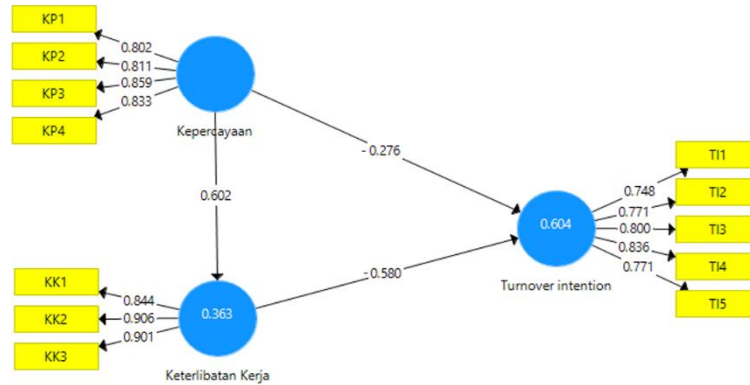 KP1
KP2
KP3
KP4
0.802
0.811
0.859
0.833
Kepercayaan
- 0.276
0.602
TI1
TI2
TI3
TI4
TI5
0.748
0.771
0.800
0.836
0.771
0.604
Turnover intention
- 0.580
KK1
KK2
KK3
0.844
0.906
0.901
0.363
Keterlibatan Kerja